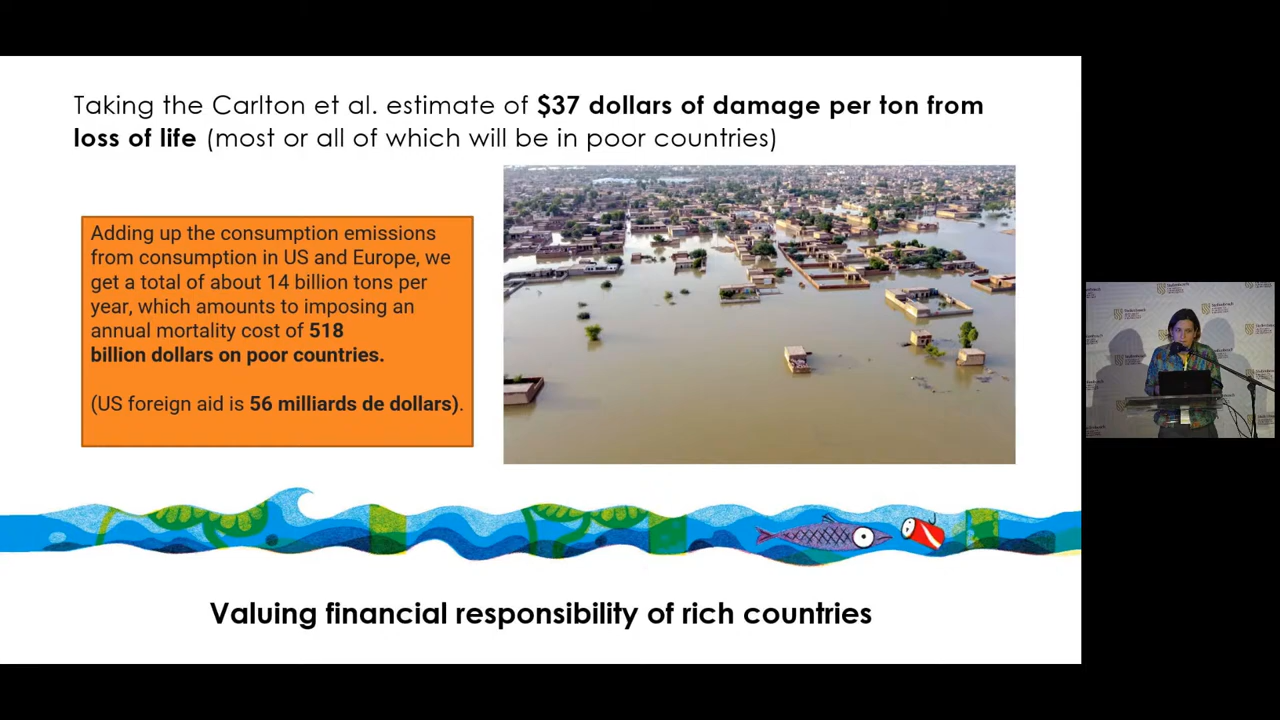 Taking the Carlton et al. estimate of $37 dollars of damage per ton from
loss of life (most or all of which will be in poor countries)
Adding up the consumption emissions
from consumption in US and Europe, we
get a total of about 14 billion tons per
year, which amounts to imposing an
annual mortality cost of 518
billion dollars on poor countries.
(US foreign aid is 56 milliards de dollars).
Valuing financial responsibility of rich countries